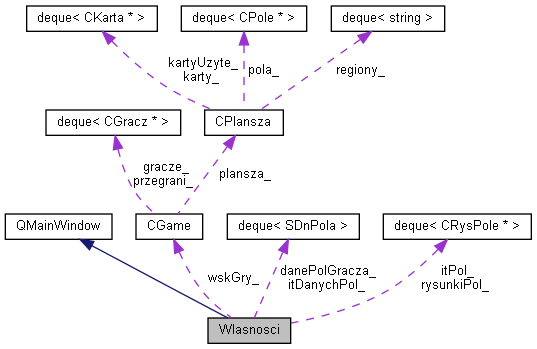 deque< CKarta * >
deque< CPole * >
deque< string >
kartyUzyte_
karty_
pola_
regiony_
deque< CGracz * >
CPlansza
gracze_
przegrani_
plansza_
QMainWindow
CGame
deque< SDnPola >
deque< CRysPole * >
wskGry_
danePolGracza_
itDanychPol_
itPol_
rysunkiPol_
Wlasnosci